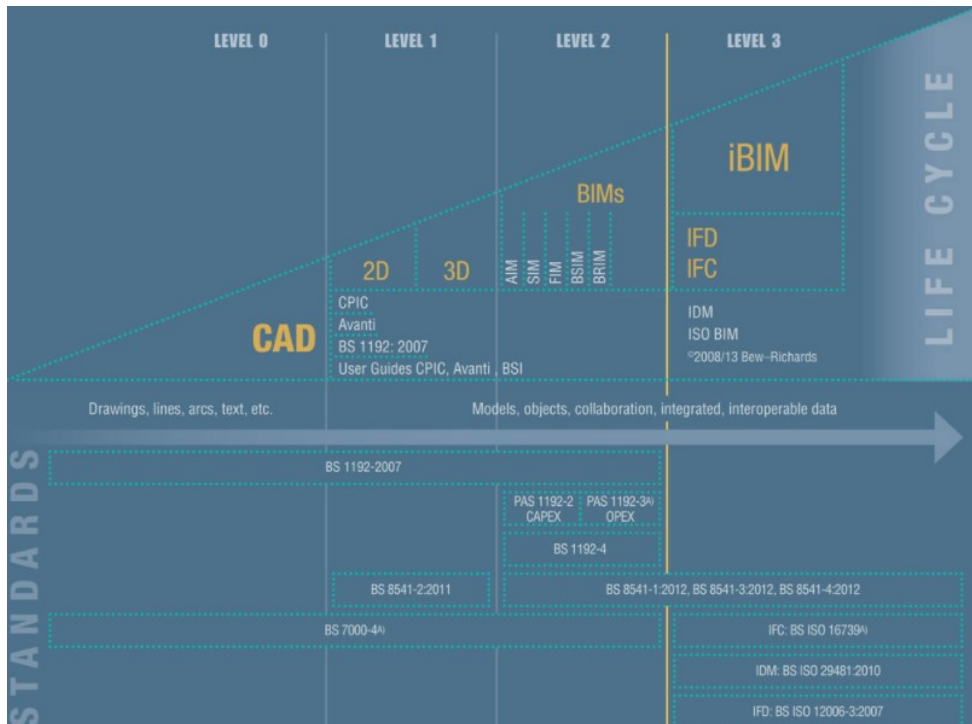 LEVEL 0
LEVEL 1
LEVEL 2
LEVEL 3
LIFE CYCLE
iBIM
BIMs
2D
3D
AIM
SIM
FIM
BSIM
BRIM
IFD
IFC
CAD
CPIC
Avanti
BS 1192: 2007
User Guides CPIC, Avanti , BSI
IDM
ISO BIM
©2008/13 Bew–Richards
Drawings, lines, arcs, text, etc.
Models, objects, collaboration, integrated, interoperable data
STANDARDS
BS 1192-2007
PAS 1192-2
CAPEX
PAS 1192-3A)
OPEX
BS 1192-4
BS 8541-2:2011
BS 8541-1:2012, BS 8541-3:2012, BS 8541-4:2012
BS 7000-4A)
IFC: BS ISO 16739A)
IDM: BS ISO 29481:2010
IFD: BS ISO 12006-3:2007